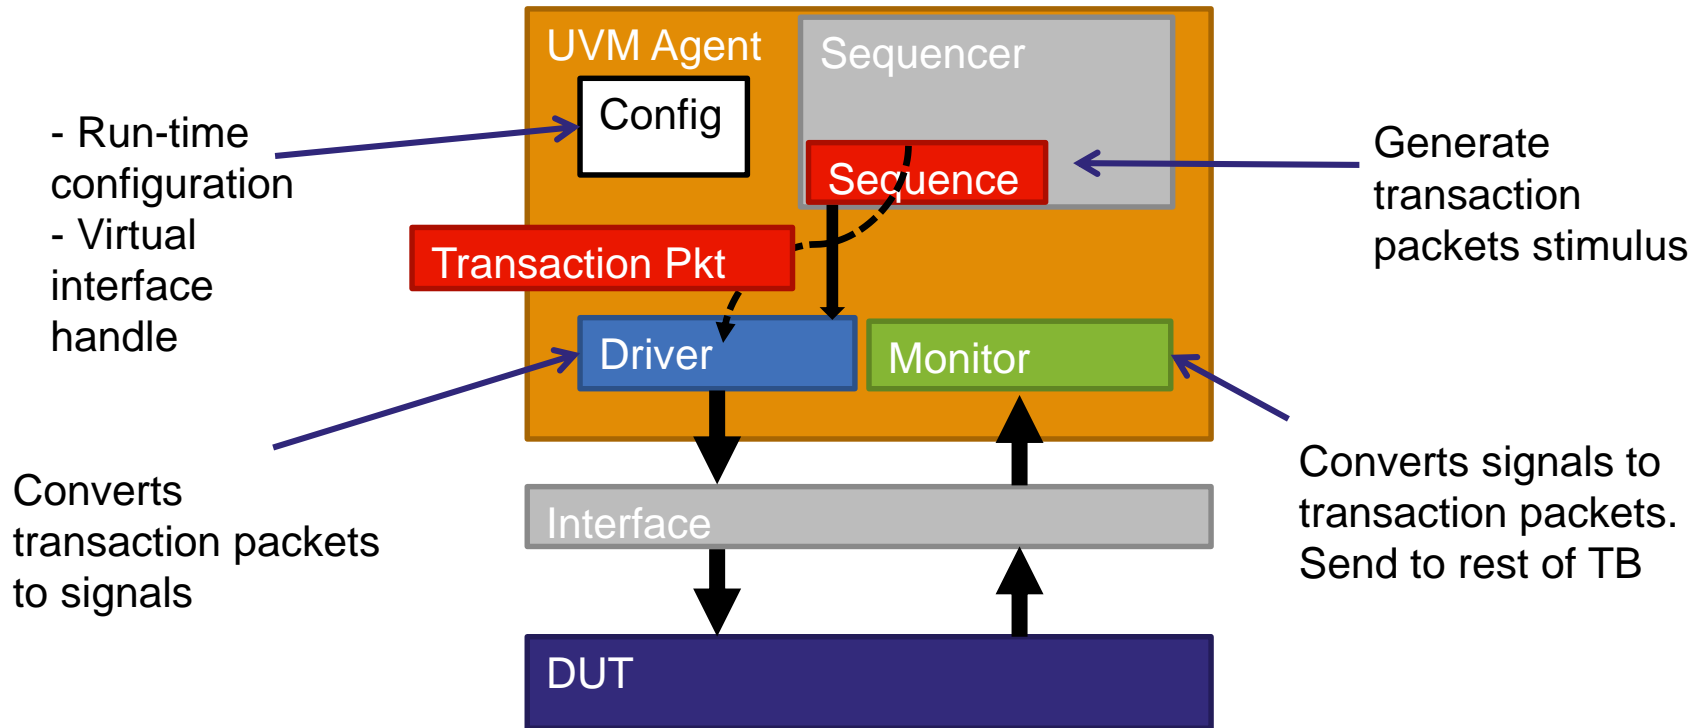 UVM Agent
Sequencer
Config
Sequence
Transaction Pkt
Driver
Monitor
Interface
DUT
- Run-time
configuration
- Virtual
interface
handle
Generate
transaction
packets stimulus
Converts
transaction packets
to signals
Converts signals to
transaction packets.
Send to rest of TB